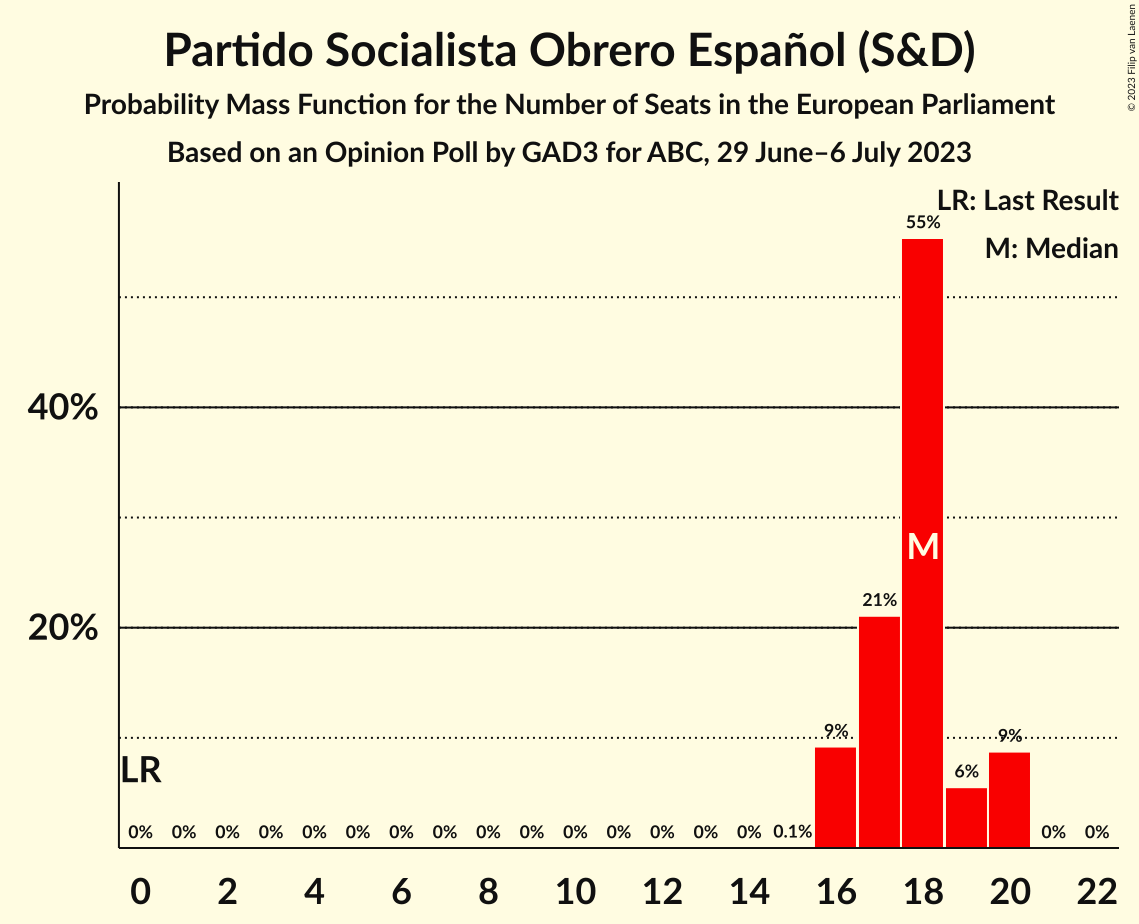 Partido Socialista Obrero Español (S&D)
Probability Mass Function for the Number of Seats in the European Parliament
Based on an Opinion Poll by GAD3 for ABC, 29 June–6 July 2023
© 2023 Filip van Laenen
LR: Last Result
M: Median
55%
40%
M
21%
20%
9%
9%
6%
LR
0% 0% 0% 0% 0% 0% 0% 0% 0% 0% 0% 0% 0% 0% 0% 0.1% 0% 0%
0 2 4 6 8 10 12 14 16 18 20 22